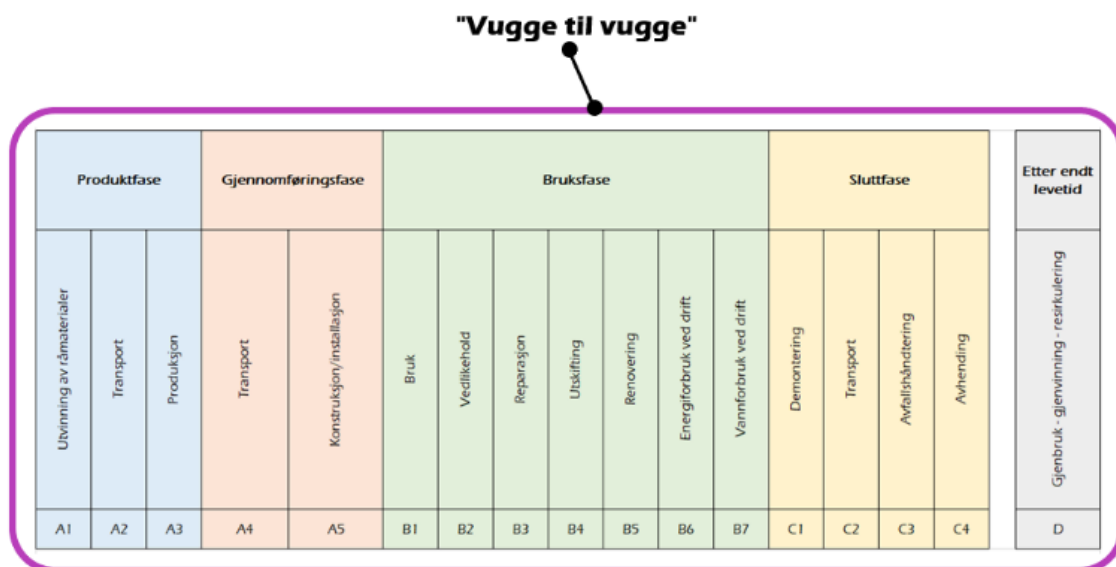 "Vugge til vugge"
Produktfase
Gjennomføringsfase
Bruksfase
Sluttfase
Etter endt
levetid
Utvinning av råmaterialer
Transport
Produksjon
Transport
Konstruksjon/installasjon
Bruk
Vedlikehold
Reparasjon
Utskifting
Renovering
Energiforbruk ved drift
Vannforbruk ved drift
Demontering
Transport
Avfallshåndtering
Avhending
Gjenbruk - gjenvinning - resirkulering
A1
A2
A3
A4
A5
B1
B2
B3
B4
B5
B6
B7
C1
C2
C3
C4
D